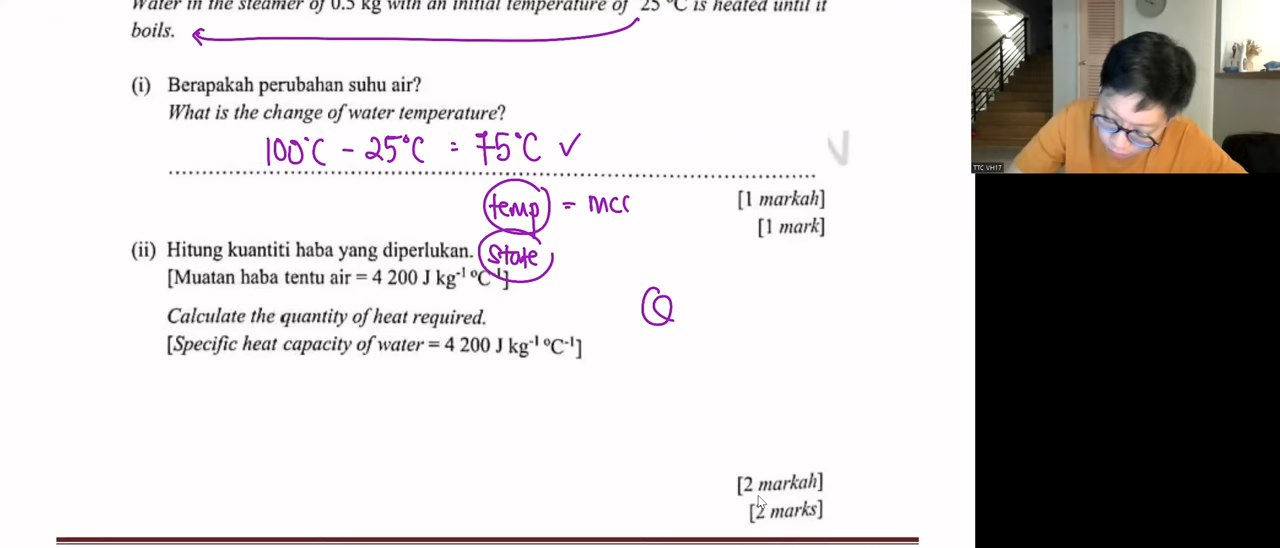 Water in the steamer of 0.5 kg with an initial temperature of 25 °C is heated until it
boils.
(i) Berapakah perubahan suhu air?
What is the change of water temperature?
100°C - 25°C = 75°C ✓
[1 markah]
temp = mcc
[1 mark]
(ii) Hitung kuantiti haba yang diperlukan.
state
[Muatan haba tentu air = 4 200 J kg⁻¹ °C⁻¹]
Q
Calculate the quantity of heat required.
[Specific heat capacity of water = 4 200 J kg⁻¹ °C⁻¹]
[2 markah]
[2 marks]
TTC VH17